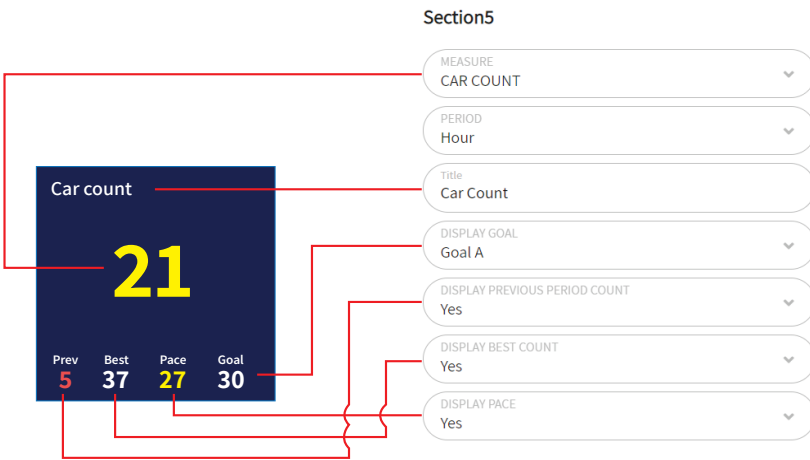 Section5
MEASURE
CAR COUNT
PERIOD
Hour
Title
Car Count
DISPLAY GOAL
Goal A
DISPLAY PREVIOUS PERIOD COUNT
Yes
DISPLAY BEST COUNT
Yes
DISPLAY PACE
Yes
Car count
21
Prev Best Pace Goal
5 37 27 30